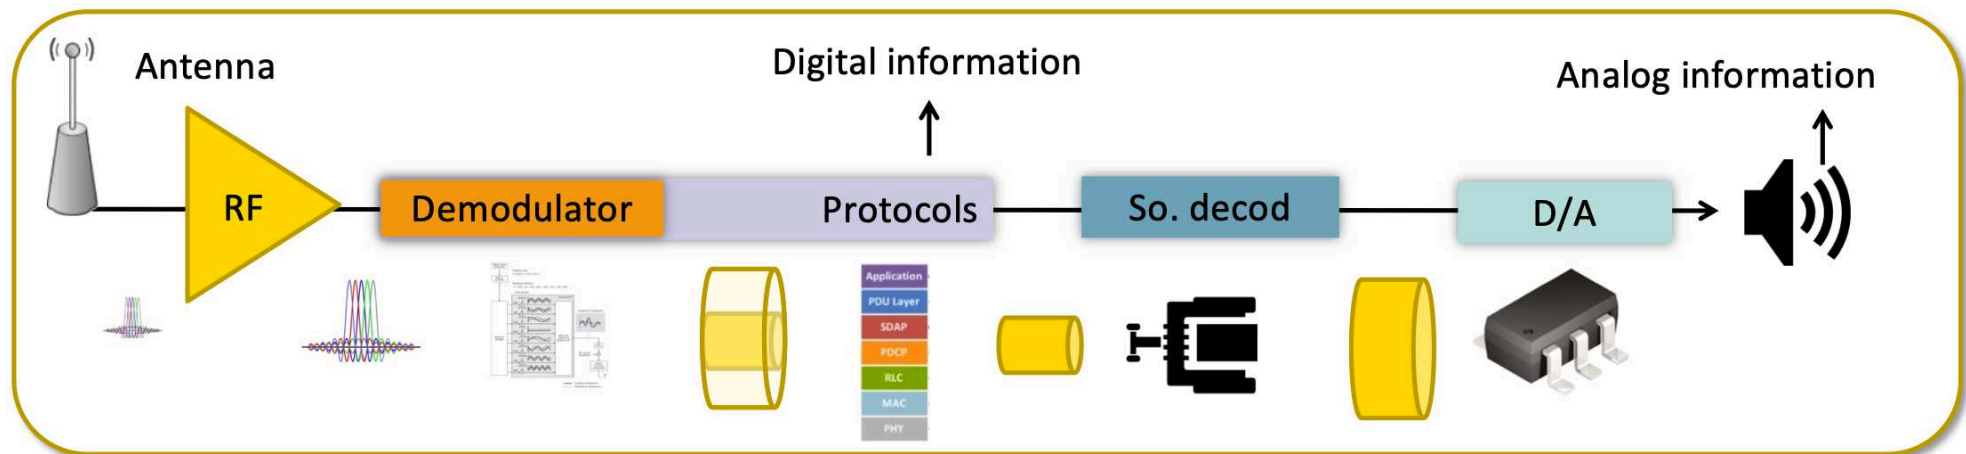 Antenna
Digital information
Analog information
RF
Demodulator
Protocols
So. decod
D/A
Application
PDU Layer
SDAP
PDCP
RLC
MAC
PHY